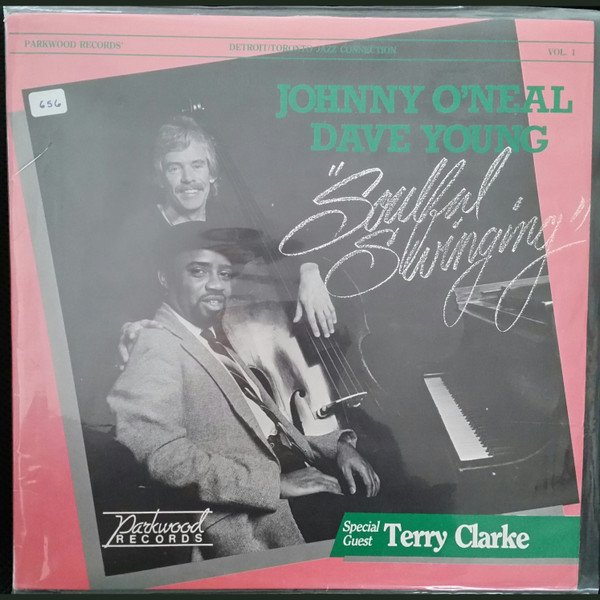 PARKWOOD RECORDS'
DETROIT/TORONTO JAZZ CONNECTION
VOL. 1
656
JOHNNY O'NEAL
DAVE YOUNG
"Soulful
Swinging"
Parkwood
RECORDS
Special
Guest
Terry Clarke